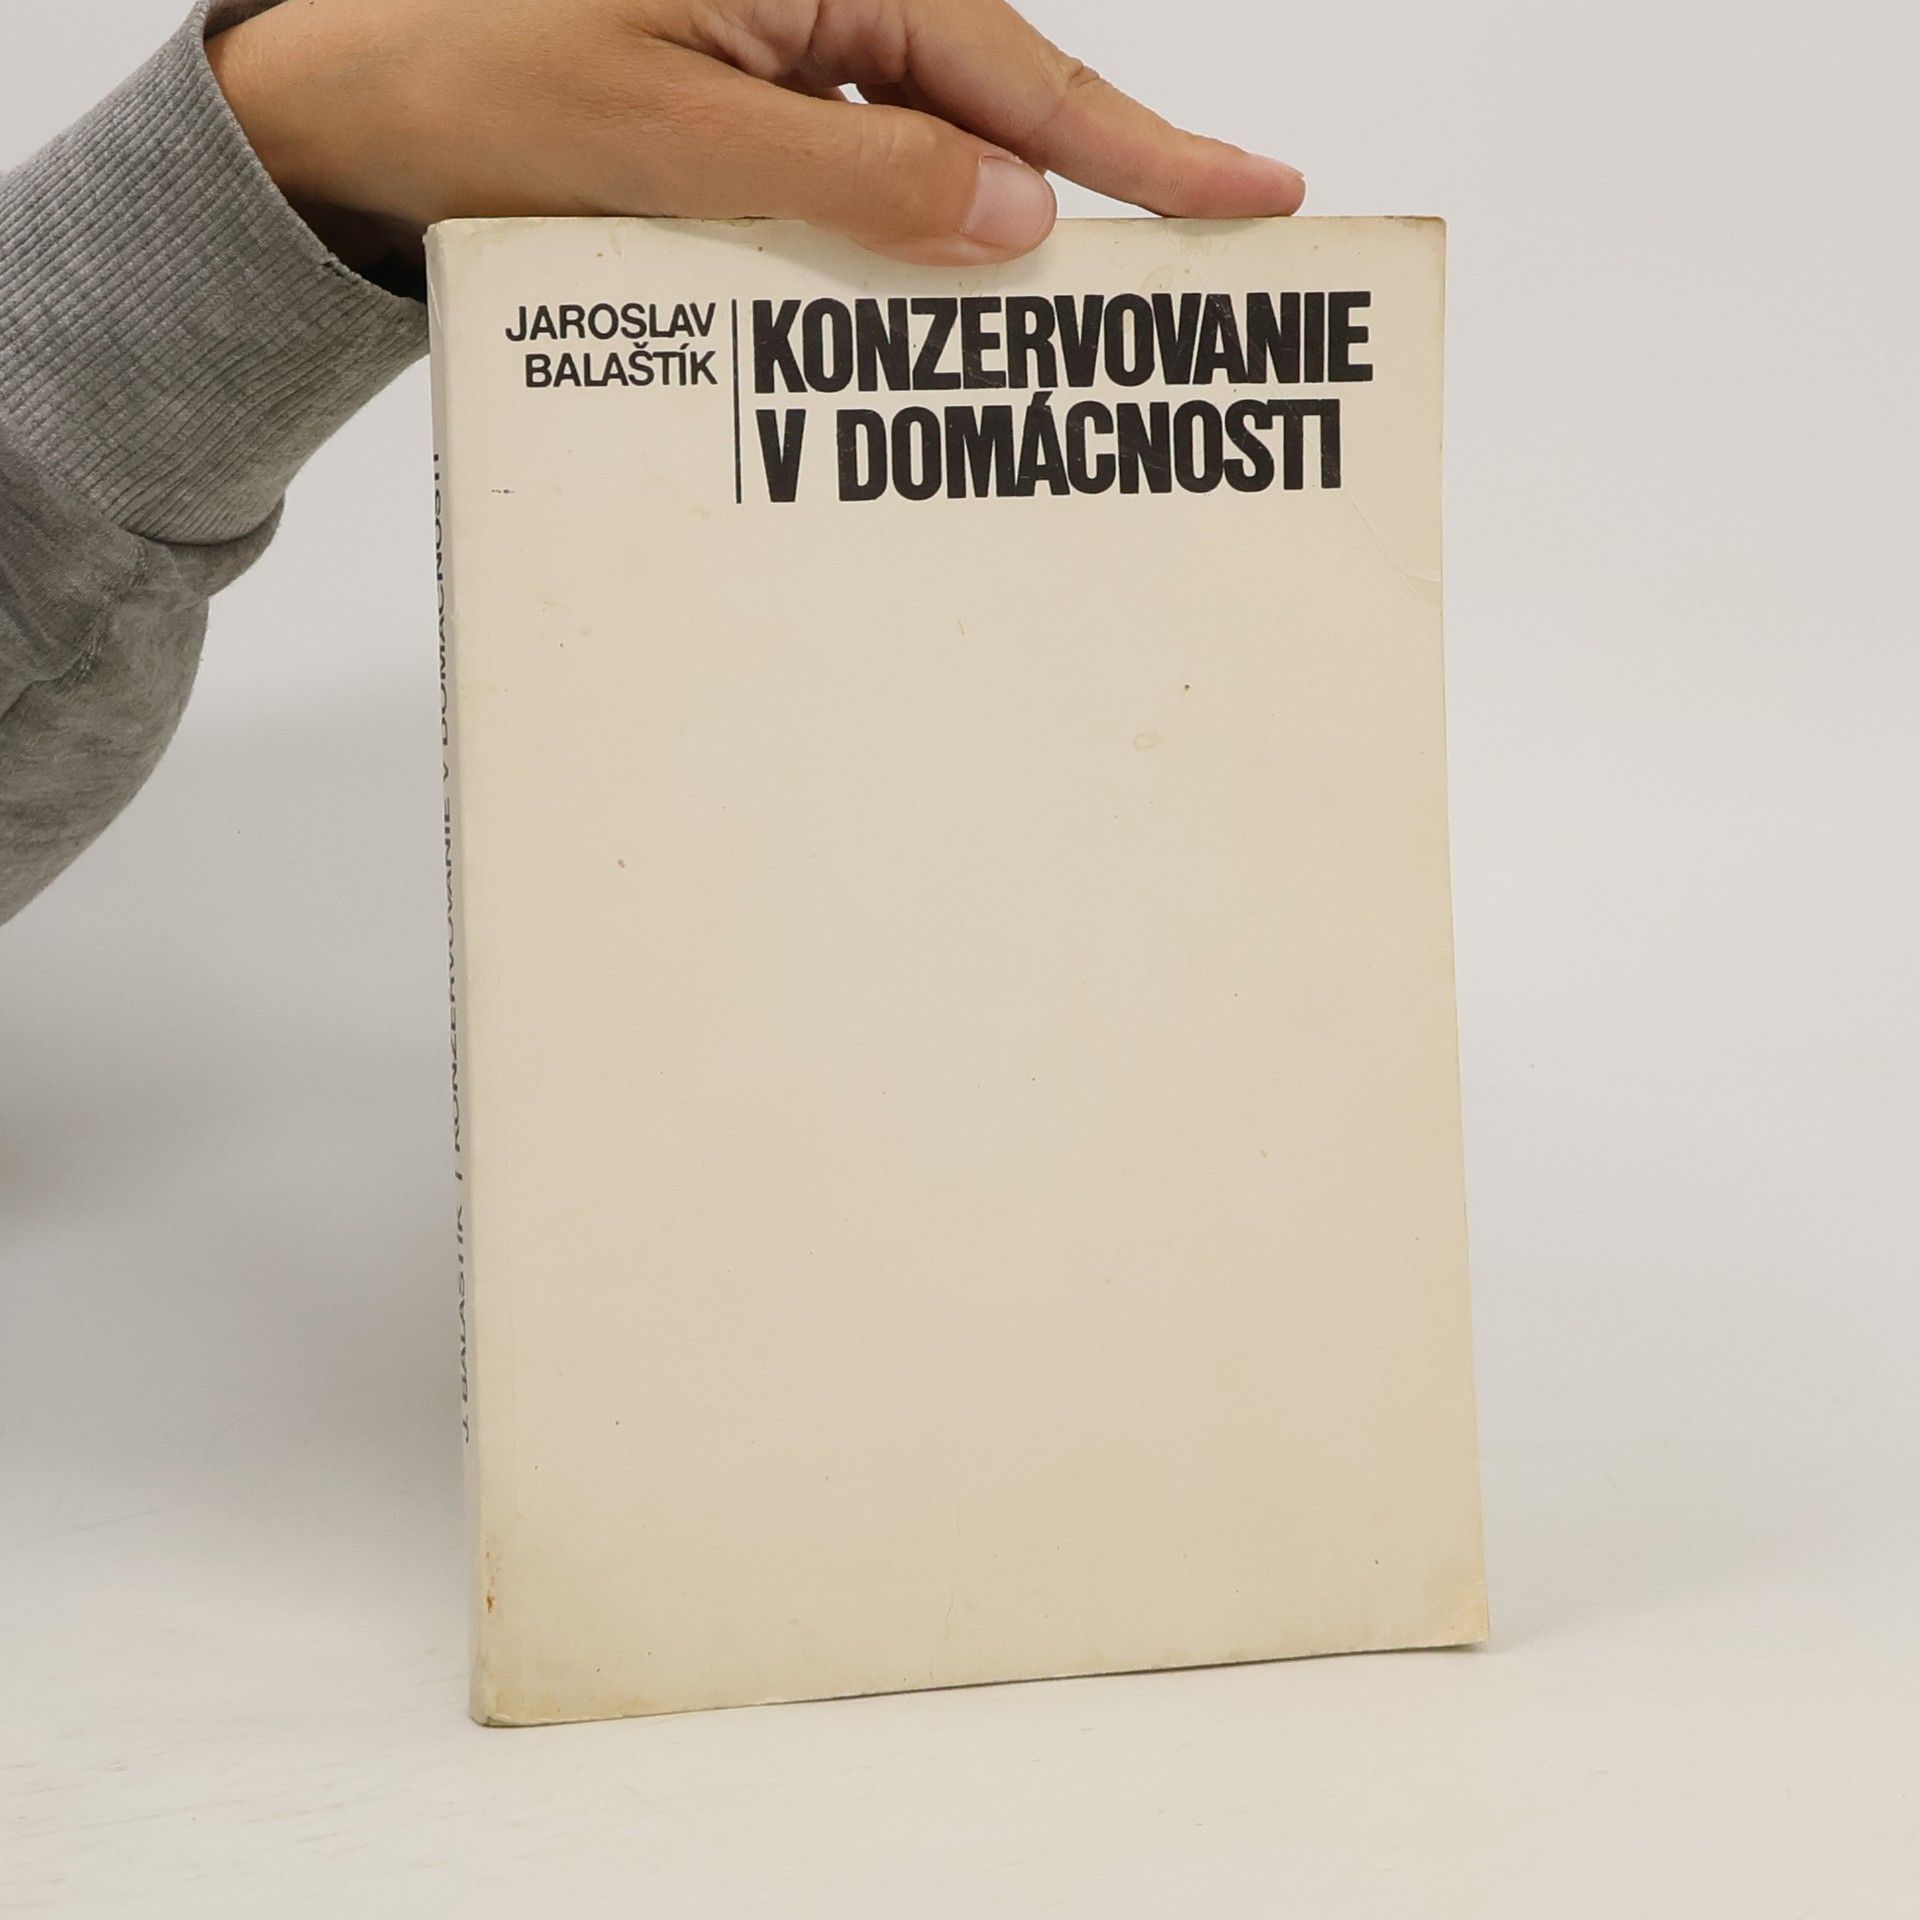 JAROSLAV
BALAŠTÍK
KONZERVOVANIE
V DOMÁCNOSTI
J. BALAŠTÍK | KONZERVOVANIE V DOMÁCNOSTI